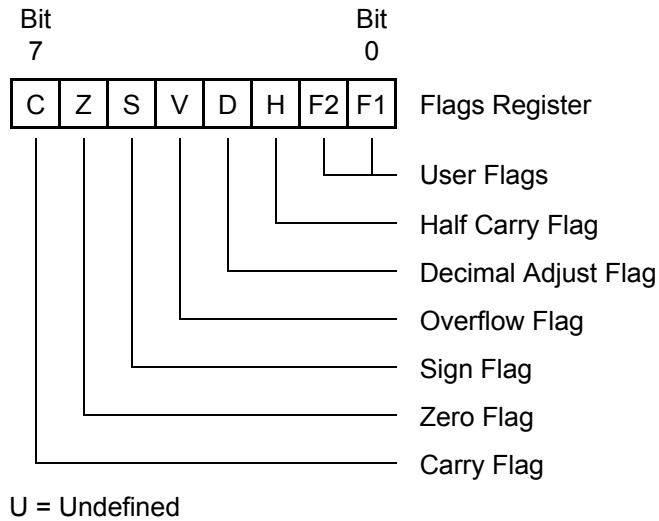 Bit Bit
7 0
C Z S V D H F2 F1 Flags Register
User Flags
Half Carry Flag
Decimal Adjust Flag
Overflow Flag
Sign Flag
Zero Flag
Carry Flag
U = Undefined